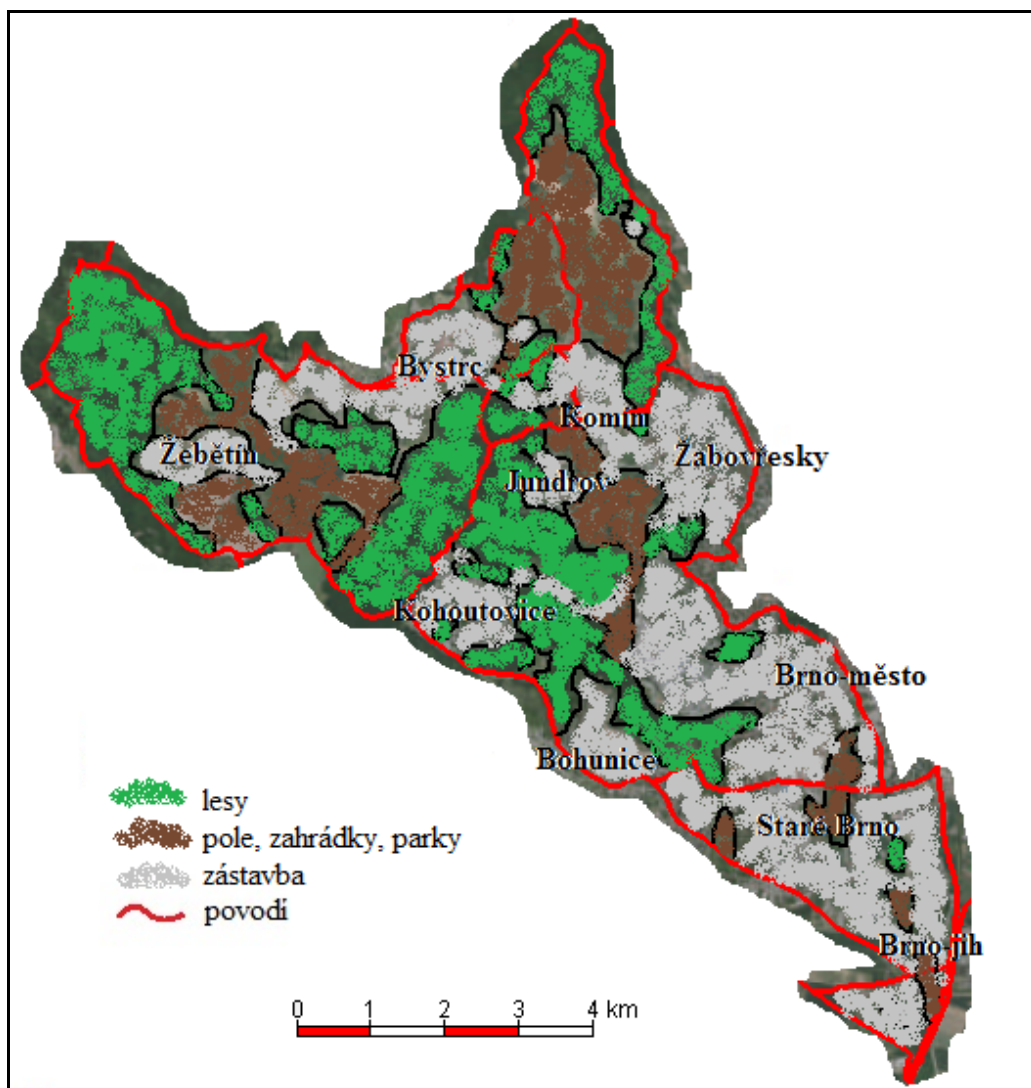 Bystrc
Komín
Žebětín
Žabovřesky
Jundrov
Kohoutovice
Brno-město
Bohunice
lesy
Staré Brno
pole, zahrádky, parky
zástavba
povodí
Brno-jih
0 1 2 3 4 km